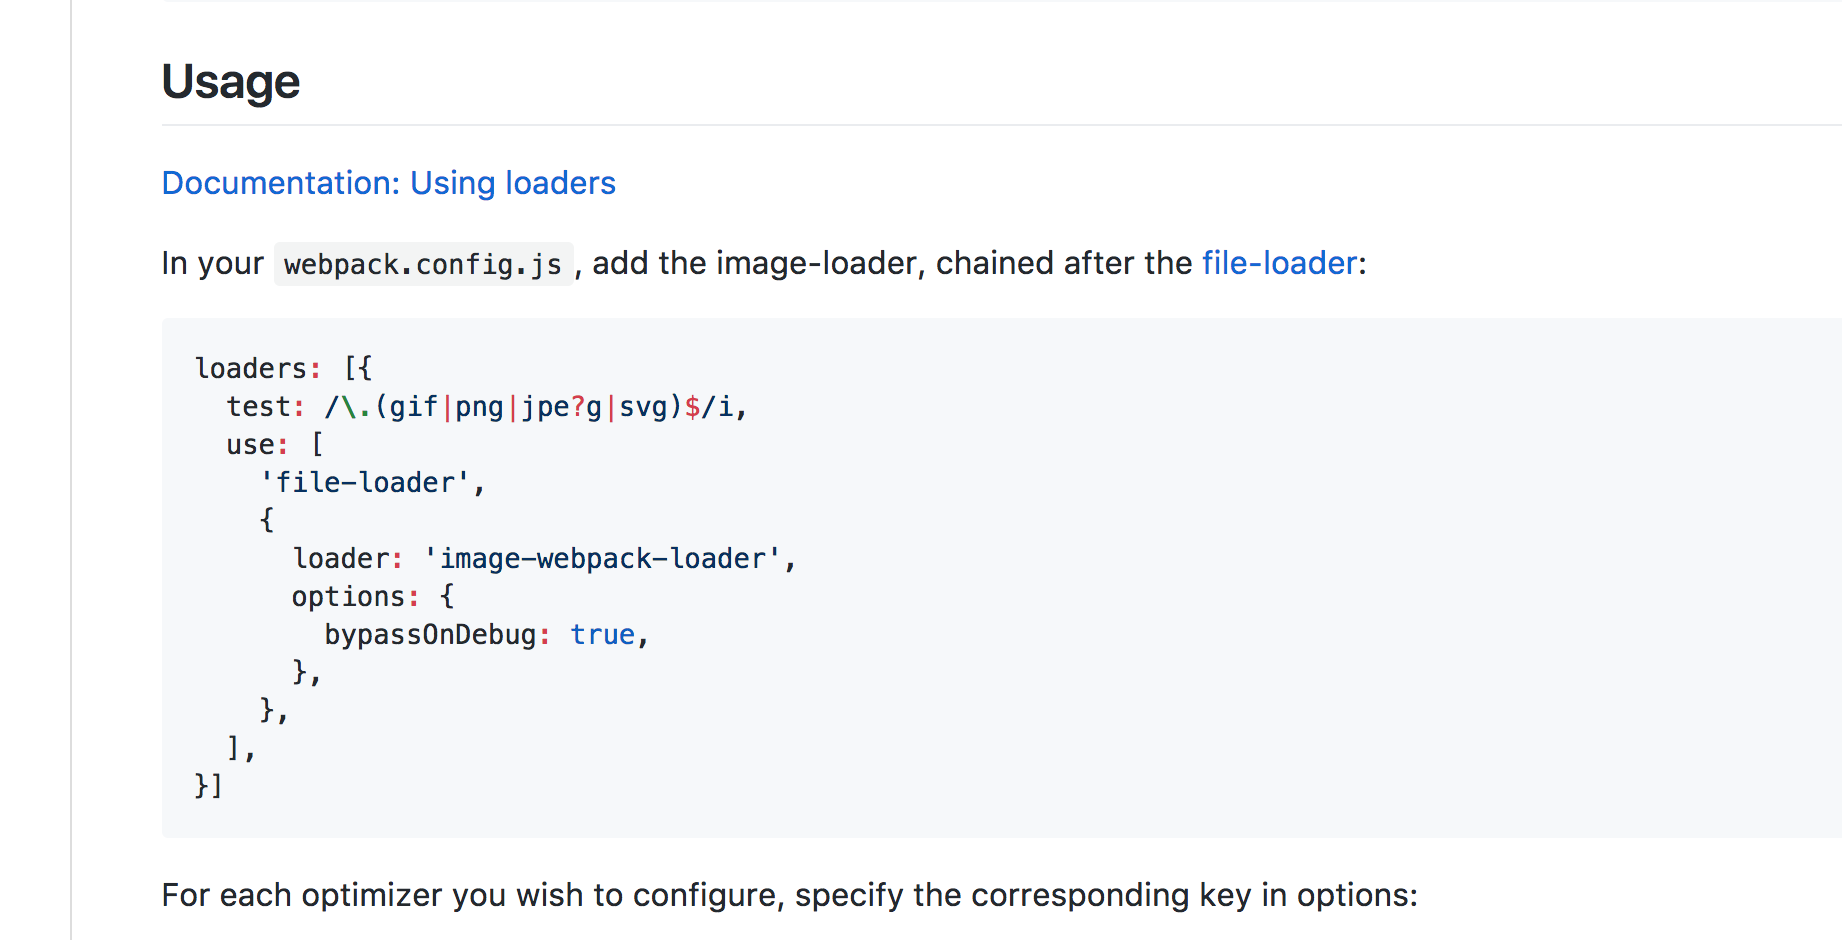 Usage
Documentation: Using loaders
In your webpack.config.js, add the image-loader, chained after the file-loader:
loaders: [{
  test: /\.(gif|png|jpe?g|svg)$/i,
  use: [
    'file-loader',
    {
      loader: 'image-webpack-loader',
      options: {
        bypassOnDebug: true,
      },
    },
  ],
}]
For each optimizer you wish to configure, specify the corresponding key in options: